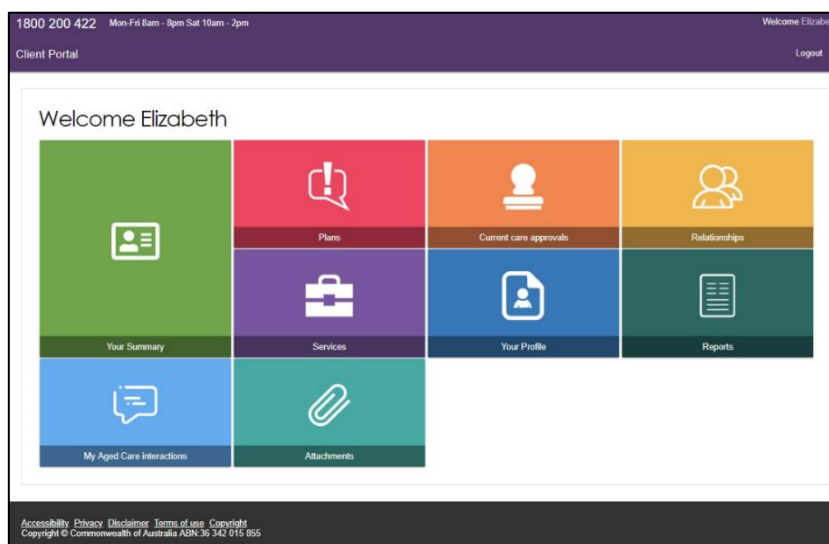 1800 200 422 Mon-Fri 8am - 8pm Sat 10am - 2pm
Welcome
Client Portal
Logout
Welcome Elizabeth
Plans
Current care approvals
Relationships
Your Summary
Services
Your Profile
Reports
My Aged Care interactions
Attachments
Accessibility Privacy Disclaimer Terms of use Copyright
Copyright © Commonwealth of Australia ABN:36 342 015 855